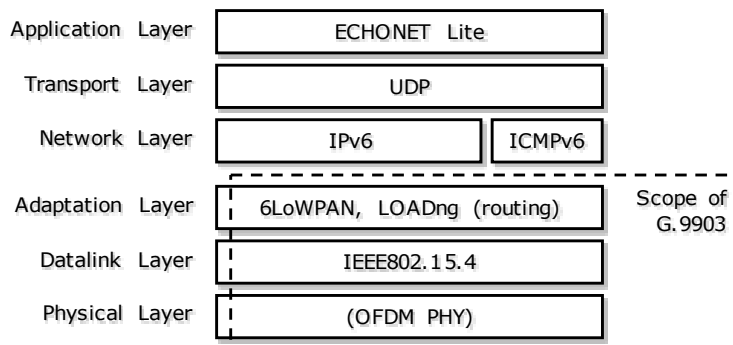 Application Layer
ECHONET Lite
Transport Layer
UDP
Network Layer
IPv6
ICMPv6
Adaptation Layer
6LoWPAN, LOADng (routing)
Scope of
G.9903
Datalink Layer
IEEE802.15.4
Physical Layer
(OFDM PHY)